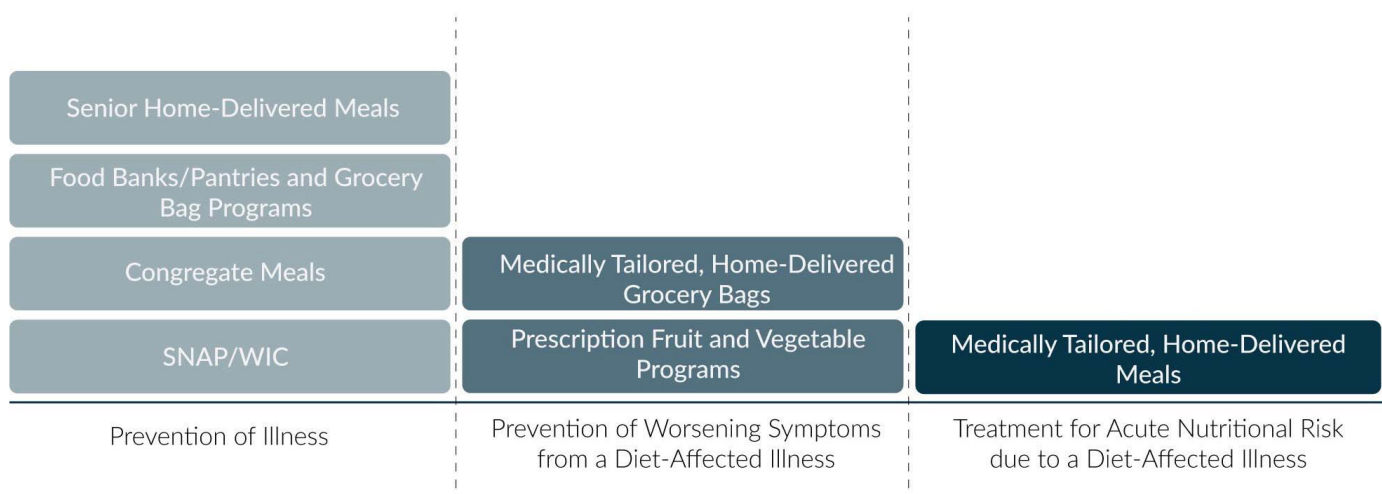 Senior Home-Delivered Meals
Food Banks/Pantries and Grocery
Bag Programs
Congregate Meals
SNAP/WIC
Prevention of Illness
Medically Tailored, Home-Delivered
Grocery Bags
Prescription Fruit and Vegetable
Programs
Prevention of Worsening Symptoms
from a Diet-Affected Illness
Medically Tailored, Home-Delivered
Meals
Treatment for Acute Nutritional Risk
due to a Diet-Affected Illness